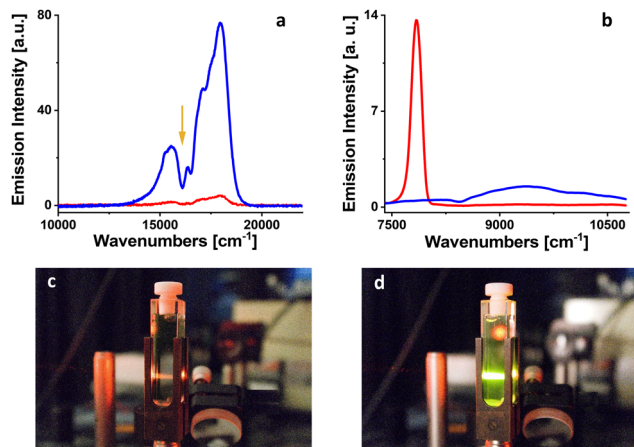 a
80
40
0
Emission Intensity [a.u.]
10000 15000 20000
Wavenumbers [cm⁻¹]
b
14
7
0
Emission Intensity [a. u.]
7500 9000 10500
Wavenumbers [cm⁻¹]
c
d